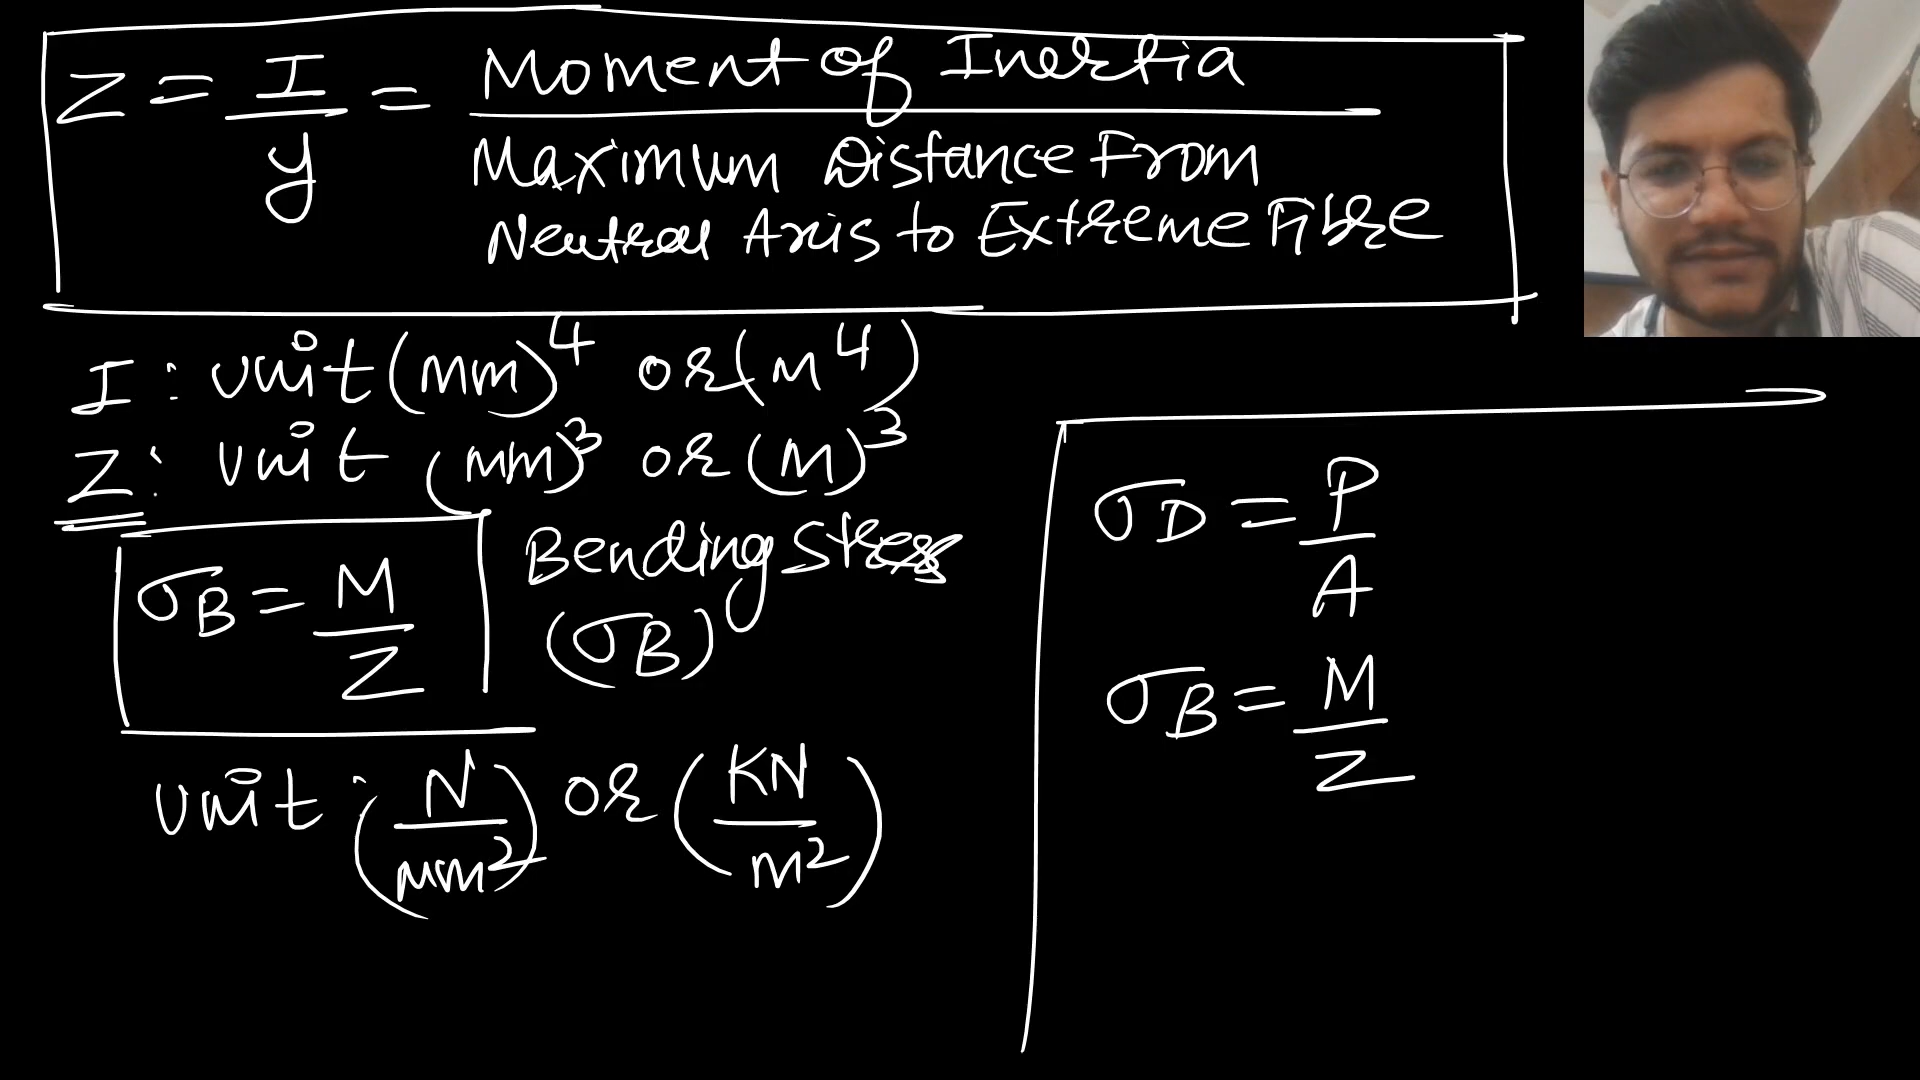 Z = I/y = Moment of Inertia / Maximum Distance From
Neutral Axis to Extreme Fibre
I : unit (mm)⁴ or (m⁴)
Z : unit (mm)³ or (m)³
σB = M/Z
Bending Stress
(σB)
unit : (N/mm²) or (KN/m²)
σD = P/A
σB = M/Z